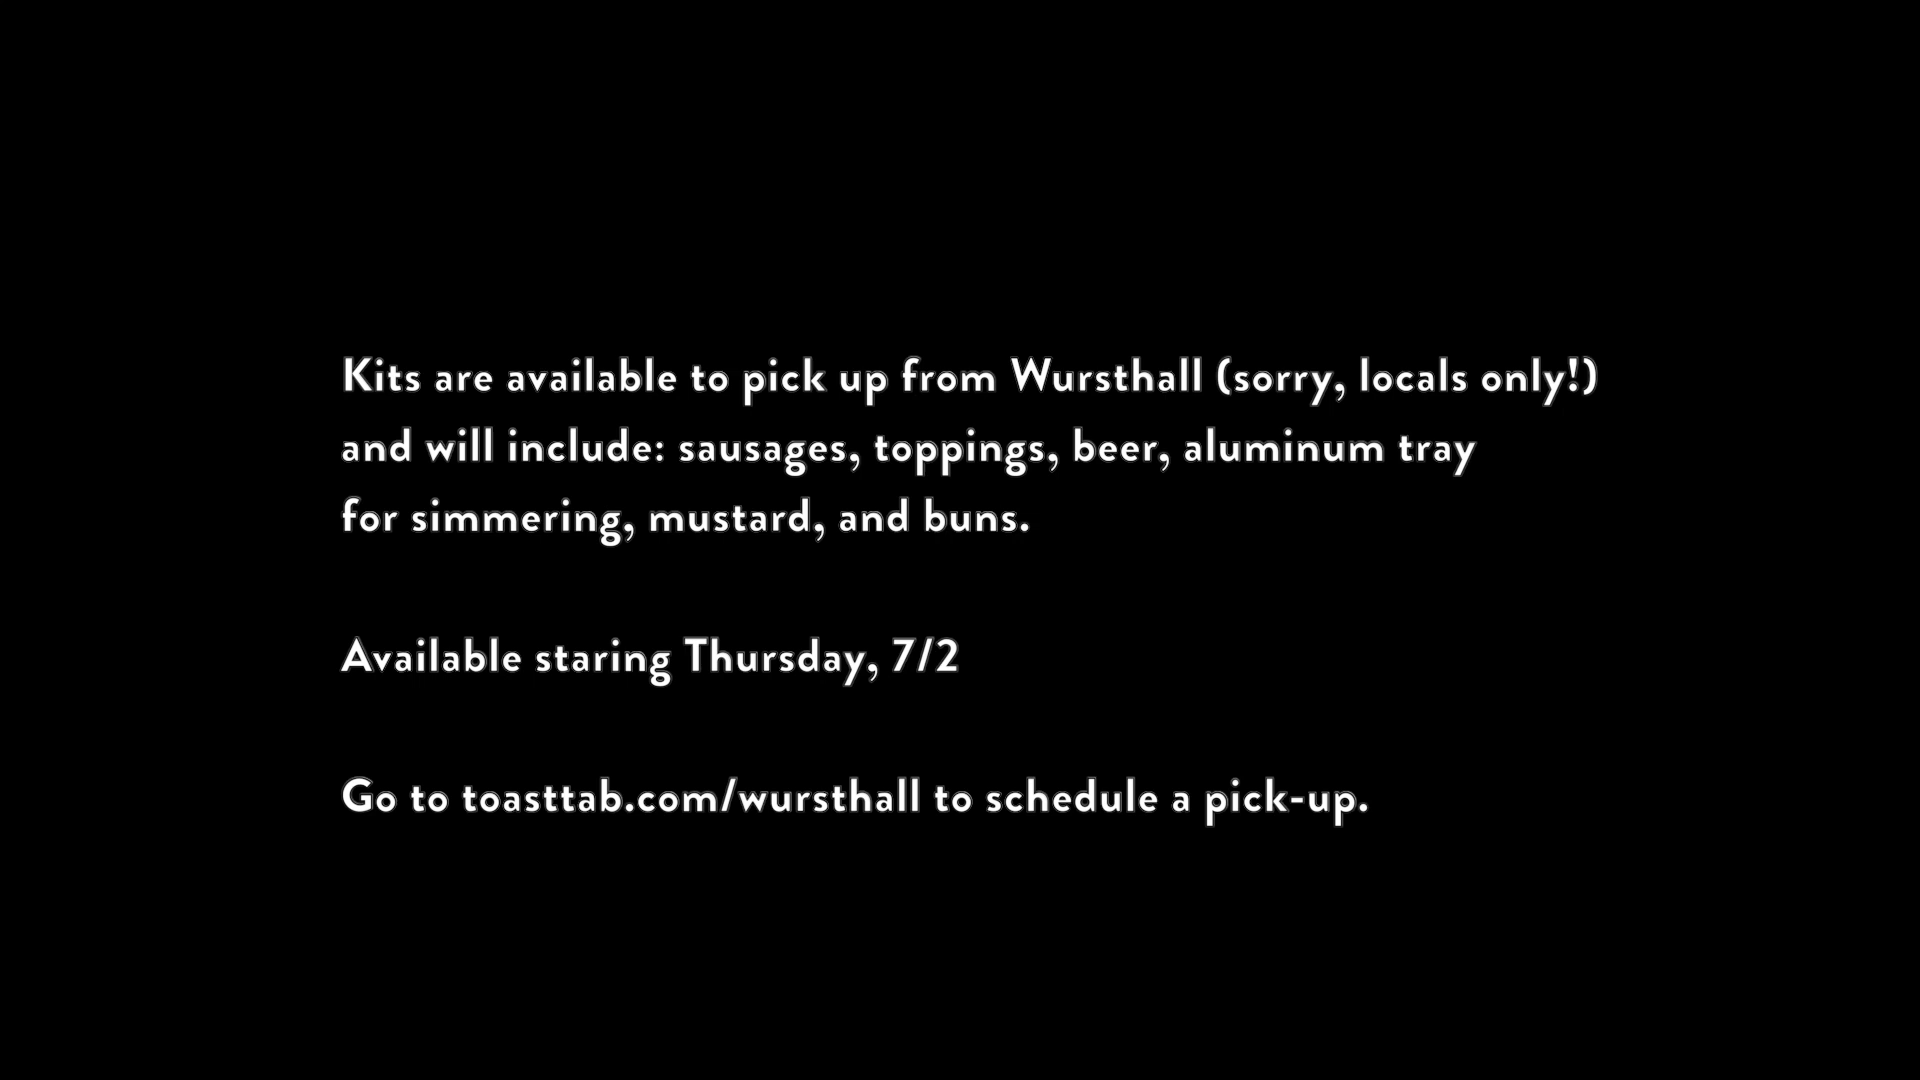 Kits are available to pick up from Wursthall (sorry, locals only!)
and will include: sausages, toppings, beer, aluminum tray
for simmering, mustard, and buns.
Available staring Thursday, 7/2
Go to toasttab.com/wursthall to schedule a pick-up.